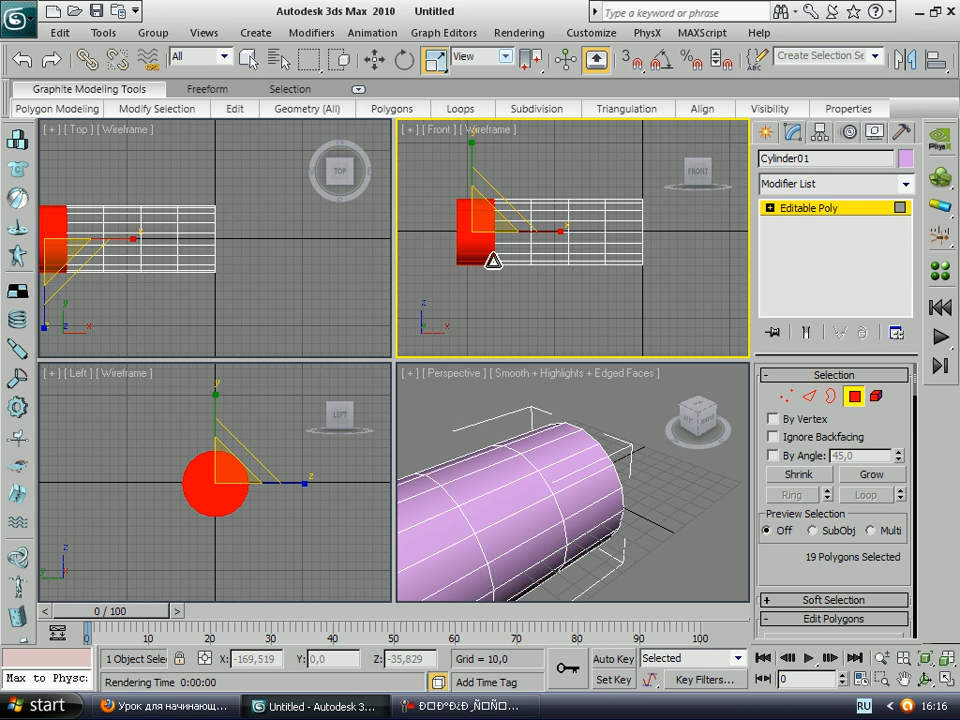 Autodesk 3ds Max 2010 Untitled
Type a keyword or phrase
Edit Tools Group Views Create Modifiers Animation Graph Editors Rendering Customize PhysX MAXScript Help
All View 3 Create Selection Se
Graphite Modeling Tools Freeform Selection
Polygon Modeling Modify Selection Edit Geometry (All) Polygons Loops Subdivision Triangulation Align Visibility Properties
[ + ] [ Top ] [ Wireframe ]
TOP
y
z x
[ + ] [ Front ] [ Wireframe ]
FRONT
z
x
[ + ] [ Left ] [ Wireframe ]
LEFT
y
z
z
y
[ + ] [ Perspective ] [ Smooth + Highlights + Edged Faces ]
Cylinder01
Modifier List
Editable Poly
PhysX
Selection
By Vertex
Ignore Backfacing
By Angle: 45,0
Shrink Grow
Ring Loop
Preview Selection
Off SubObj Multi
19 Polygons Selected
+ Soft Selection
- Edit Polygons
< 0 / 100 >
0 10 20 30 40 50 60 70 80 90 100
1 Object Selec X: -169,519 Y: 0,0 Z: -35,829 Grid = 10,0 Auto Key Selected
Max to Physc: Rendering Time 0:00:00 Add Time Tag Set Key Key Filters... 0
start Урок для начинающ... Untitled - Autodesk 3... RU 16:16